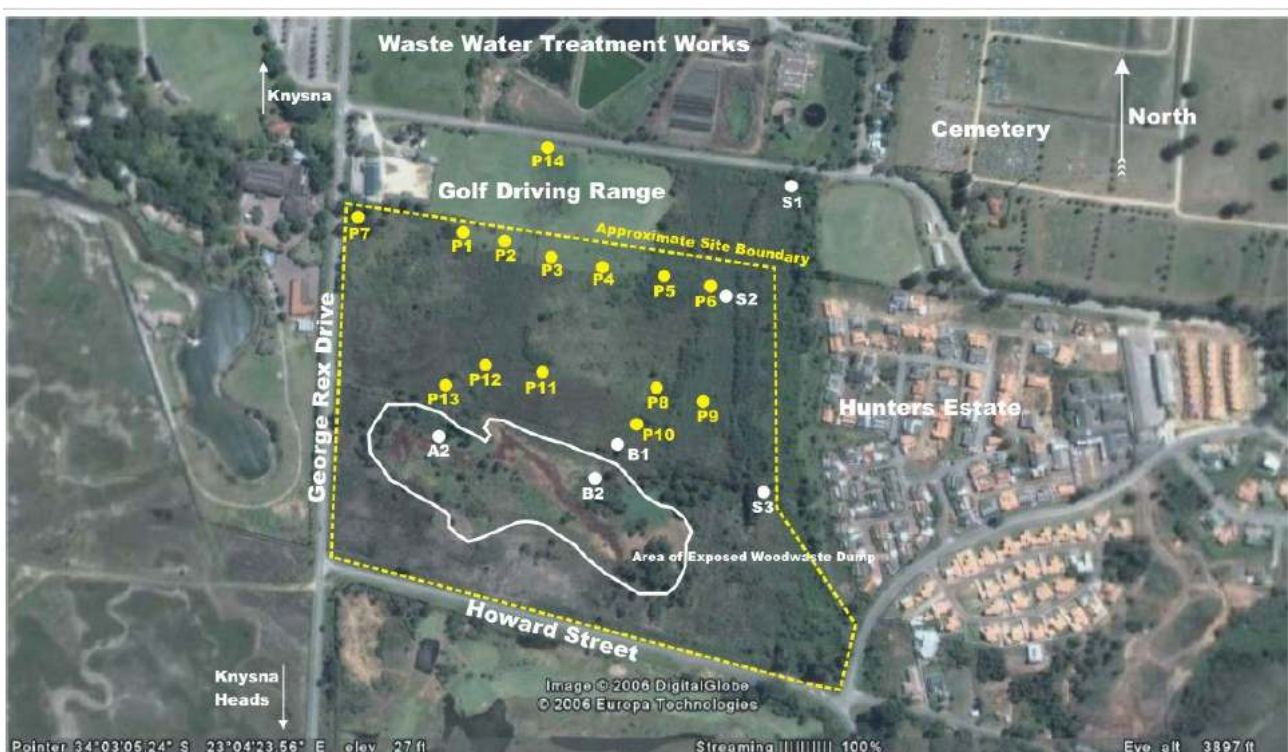 Waste Water Treatment Works
Knysna
North
Cemetery
P14
Golf Driving Range
S1
P7
P1
P2
P3
P4
P5
P6
S2
Approximate Site Boundary
George Rex Drive
P12
P11
P13
P8
P9
P10
Hunters Estate
A2
B1
B2
S3
Area of Exposed Woodwaste Dump
Howard Street
Knysna
Heads
Image © 2006 DigitalGlobe
© 2006 Europa Technologies
Pointer 34°03'05.24" S 23°04'23.56" E elev 27 ft Streaming |||||||||| 100% Eye alt 3897 ft